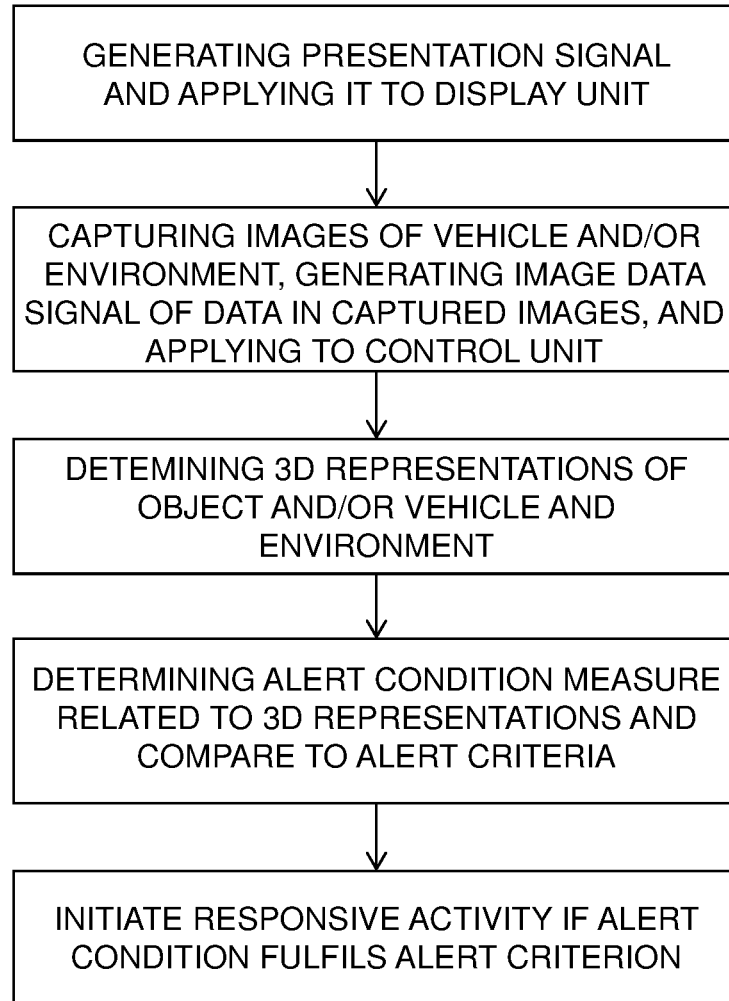 GENERATING PRESENTATION SIGNAL
AND APPLYING IT TO DISPLAY UNIT
CAPTURING IMAGES OF VEHICLE AND/OR
ENVIRONMENT, GENERATING IMAGE DATA
SIGNAL OF DATA IN CAPTURED IMAGES, AND
APPLYING TO CONTROL UNIT
DETEMINING 3D REPRESENTATIONS OF
OBJECT AND/OR VEHICLE AND
ENVIRONMENT
DETERMINING ALERT CONDITION MEASURE
RELATED TO 3D REPRESENTATIONS AND
COMPARE TO ALERT CRITERIA
INITIATE RESPONSIVE ACTIVITY IF ALERT
CONDITION FULFILS ALERT CRITERION